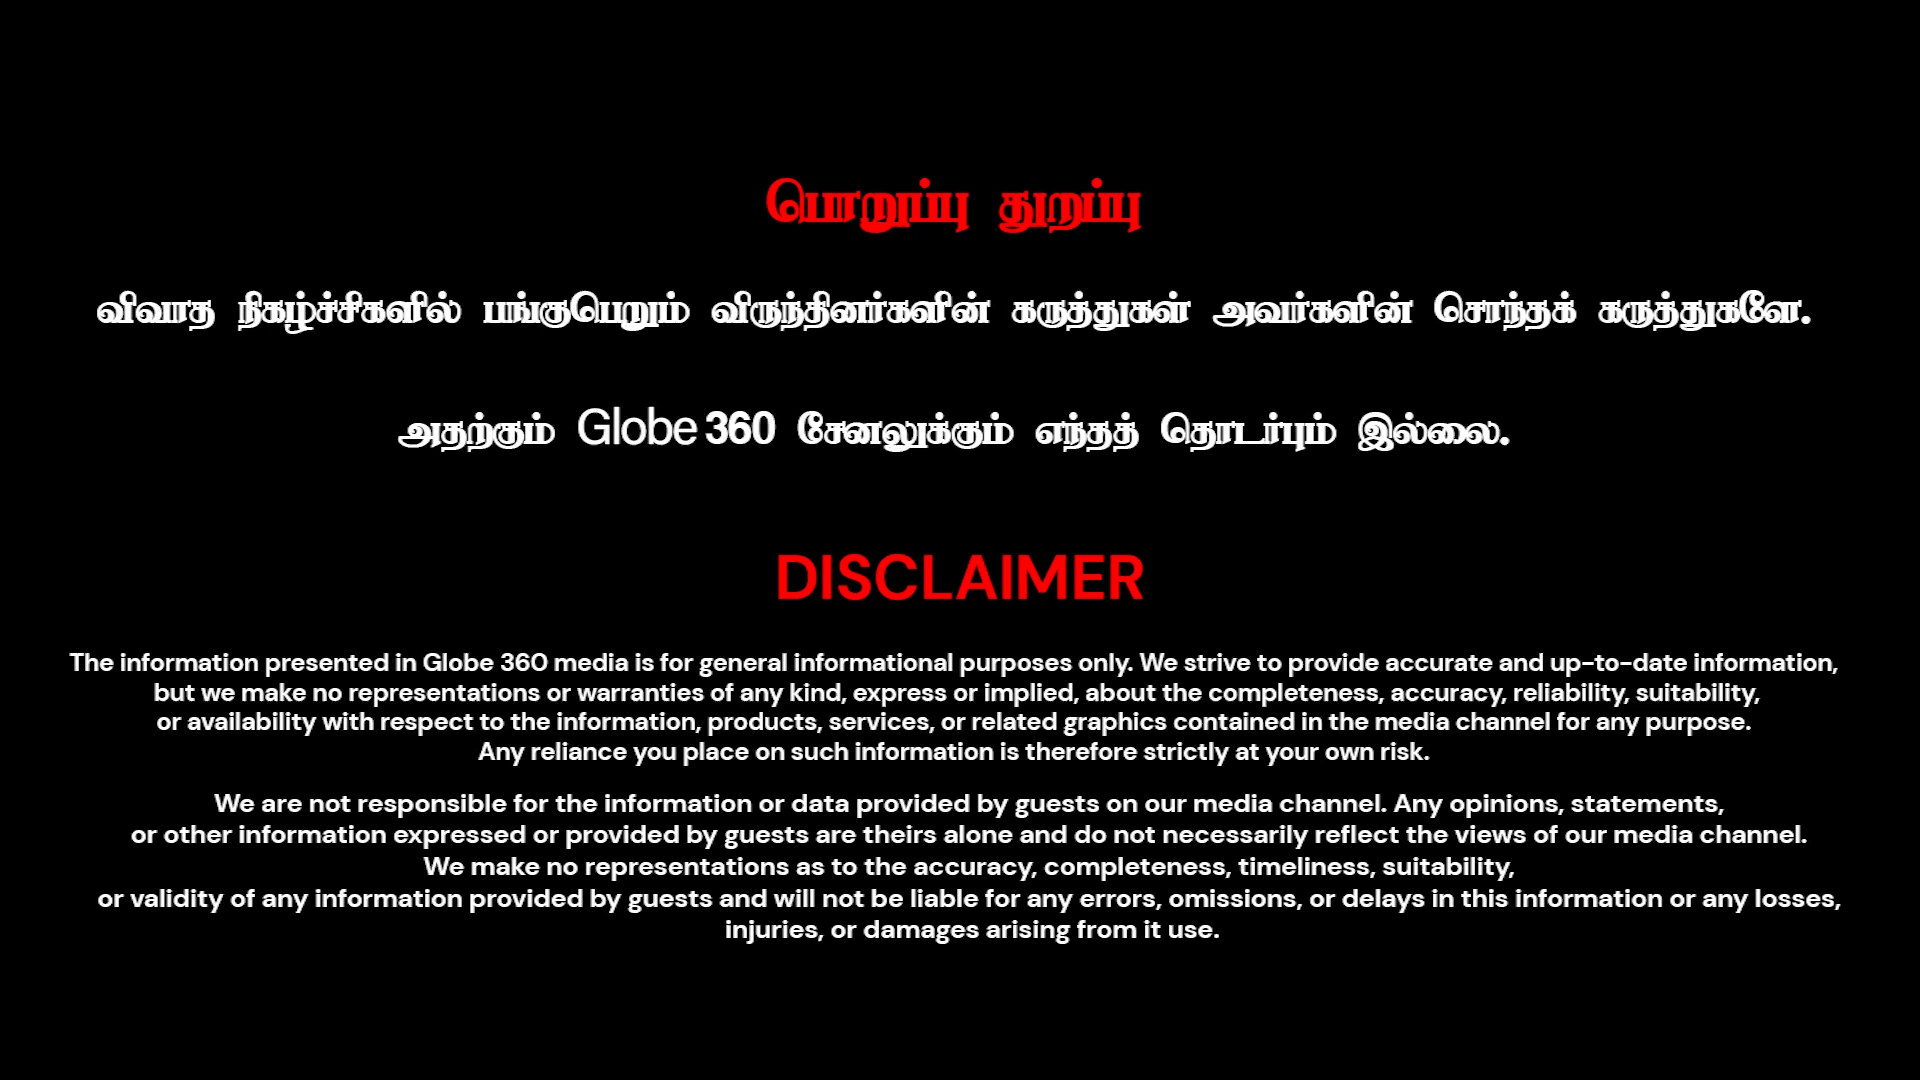 பொறுப்பு துறப்பு
விவாத நிகழ்ச்சிகளில் பங்குபெறும் விருந்தினர்களின் கருத்துகள் அவர்களின் சொந்தக் கருத்துகளே.
அதற்கும் Globe 360 சேனலுக்கும் எந்தத் தொடர்பும் இல்லை.
DISCLAIMER
The information presented in Globe 360 media is for general informational purposes only. We strive to provide accurate and up-to-date information,
but we make no representations or warranties of any kind, express or implied, about the completeness, accuracy, reliability, suitability,
or availability with respect to the information, products, services, or related graphics contained in the media channel for any purpose.
Any reliance you place on such information is therefore strictly at your own risk.
We are not responsible for the information or data provided by guests on our media channel. Any opinions, statements,
or other information expressed or provided by guests are theirs alone and do not necessarily reflect the views of our media channel.
We make no representations as to the accuracy, completeness, timeliness, suitability,
or validity of any information provided by guests and will not be liable for any errors, omissions, or delays in this information or any losses,
injuries, or damages arising from it use.